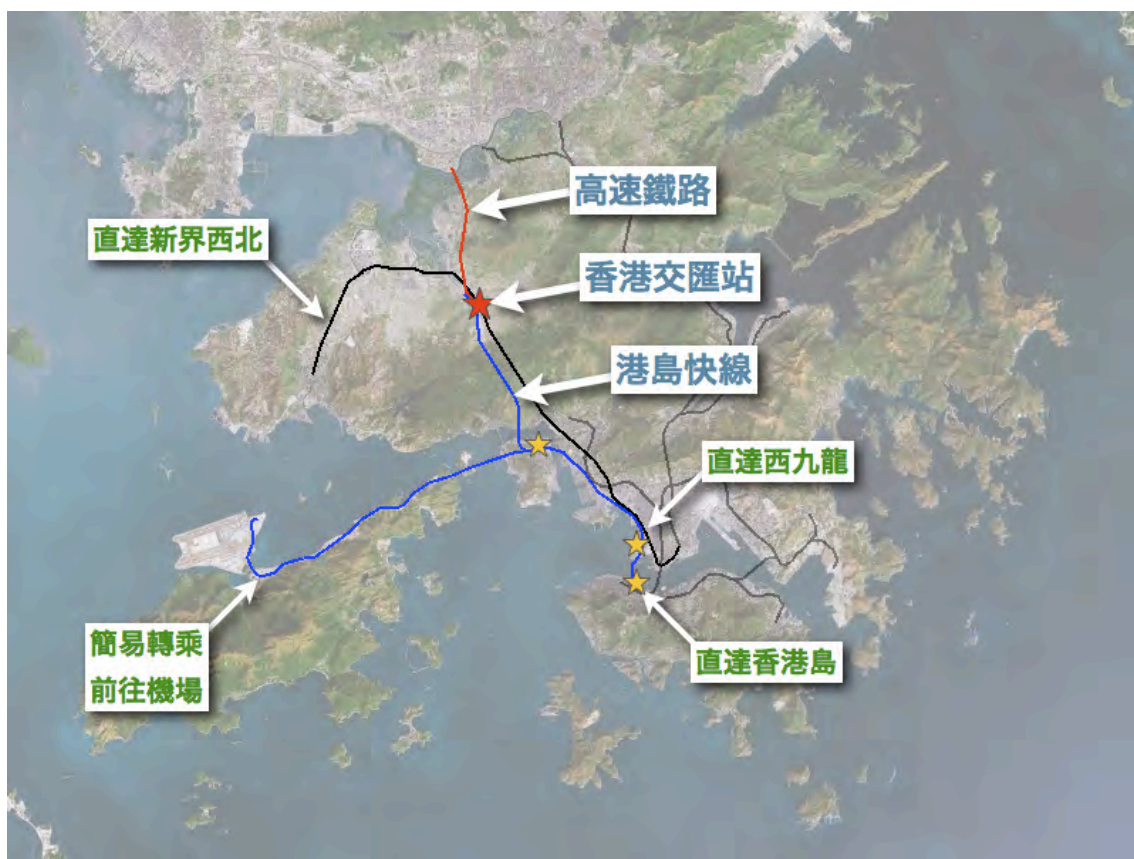 高速鐵路
直達新界西北
香港交匯站
港島快線
直達西九龍
簡易轉乘
前往機場
直達香港島